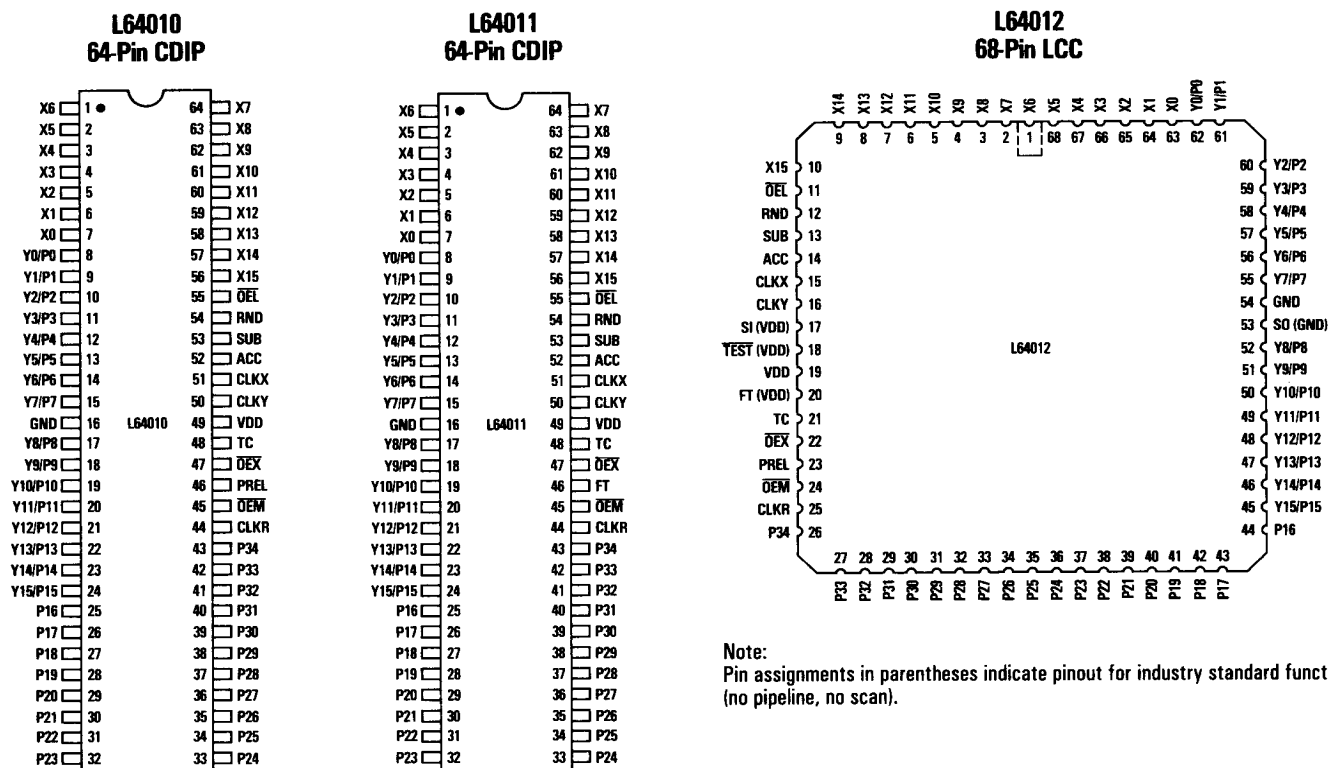 L64010
64-Pin CDIP
X6 1 64 X7
X5 2 63 X8
X4 3 62 X9
X3 4 61 X10
X2 5 60 X11
X1 6 59 X12
X0 7 58 X13
Y0/P0 8 57 X14
Y1/P1 9 56 X15
Y2/P2 10 55 OEL
Y3/P3 11 54 RND
Y4/P4 12 53 SUB
Y5/P5 13 52 ACC
Y6/P6 14 51 CLKX
Y7/P7 15 50 CLKY
GND 16 L64010 49 VDD
Y8/P8 17 48 TC
Y9/P9 18 47 OEX
Y10/P10 19 46 PREL
Y11/P11 20 45 OEM
Y12/P12 21 44 CLKR
Y13/P13 22 43 P34
Y14/P14 23 42 P33
Y15/P15 24 41 P32
P16 25 40 P31
P17 26 39 P30
P18 27 38 P29
P19 28 37 P28
P20 29 36 P27
P21 30 35 P26
P22 31 34 P25
P23 32 33 P24
L64011
64-Pin CDIP
X6 1 64 X7
X5 2 63 X8
X4 3 62 X9
X3 4 61 X10
X2 5 60 X11
X1 6 59 X12
X0 7 58 X13
Y0/P0 8 57 X14
Y1/P1 9 56 X15
Y2/P2 10 55 OEL
Y3/P3 11 54 RND
Y4/P4 12 53 SUB
Y5/P5 13 52 ACC
Y6/P6 14 51 CLKX
Y7/P7 15 50 CLKY
GND 16 L64011 49 VDD
Y8/P8 17 48 TC
Y9/P9 18 47 OEX
Y10/P10 19 46 FT
Y11/P11 20 45 OEM
Y12/P12 21 44 CLKR
Y13/P13 22 43 P34
Y14/P14 23 42 P33
Y15/P15 24 41 P32
P16 25 40 P31
P17 26 39 P30
P18 27 38 P29
P19 28 37 P28
P20 29 36 P27
P21 30 35 P26
P22 31 34 P25
P23 32 33 P24
L64012
68-Pin LCC
X14 X13 X12 X11 X10 X9 X8 X7 X6 X5 X4 X3 X2 X1 X0 Y0/P0 Y1/P1
9 8 7 6 5 4 3 2 1 68 67 66 65 64 63 62 61
X15 10 60 Y2/P2
OEL 11 59 Y3/P3
RND 12 58 Y4/P4
SUB 13 57 Y5/P5
ACC 14 56 Y6/P6
CLKX 15 55 Y7/P7
CLKY 16 54 GND
SI (VDD) 17 53 SO (GND)
TEST (VDD) 18 L64012 52 Y8/P8
VDD 19 51 Y9/P9
FT (VDD) 20 50 Y10/P10
TC 21 49 Y11/P11
OEX 22 48 Y12/P12
PREL 23 47 Y13/P13
OEM 24 46 Y14/P14
CLKR 25 45 Y15/P15
P34 26 44 P16
27 28 29 30 31 32 33 34 35 36 37 38 39 40 41 42 43
P33 P32 P31 P30 P29 P28 P27 P26 P25 P24 P23 P22 P21 P20 P19 P18 P17
Note:
Pin assignments in parentheses indicate pinout for industry standard funct
(no pipeline, no scan).